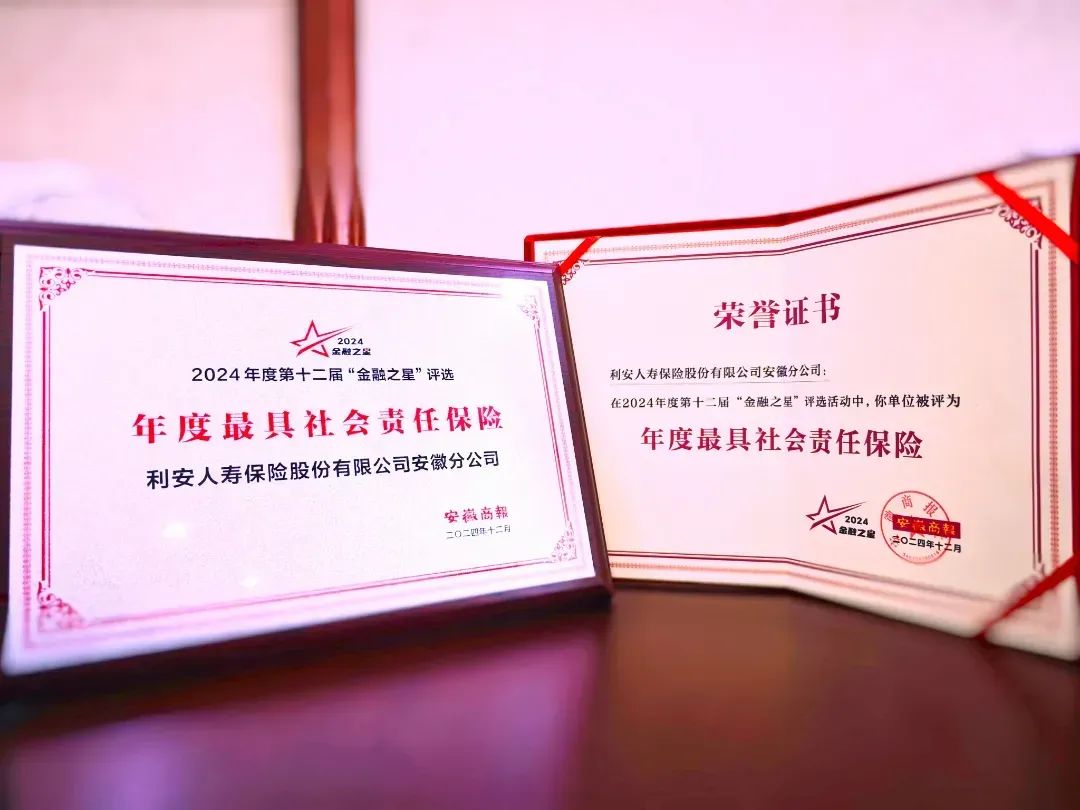 2024
金融之星
2024年度第十二届“金融之星”评选
年度最具社会责任保险
利安人寿保险股份有限公司安徽分公司
安徽商報
二〇二四年十二月
荣誉证书
利安人寿保险股份有限公司安徽分公司:
在2024年度第十二届“金融之星”评选活动中,你单位被评为
年度最具社会责任保险
2024
金融之星
商报
安徽商報
二〇二四年十二月